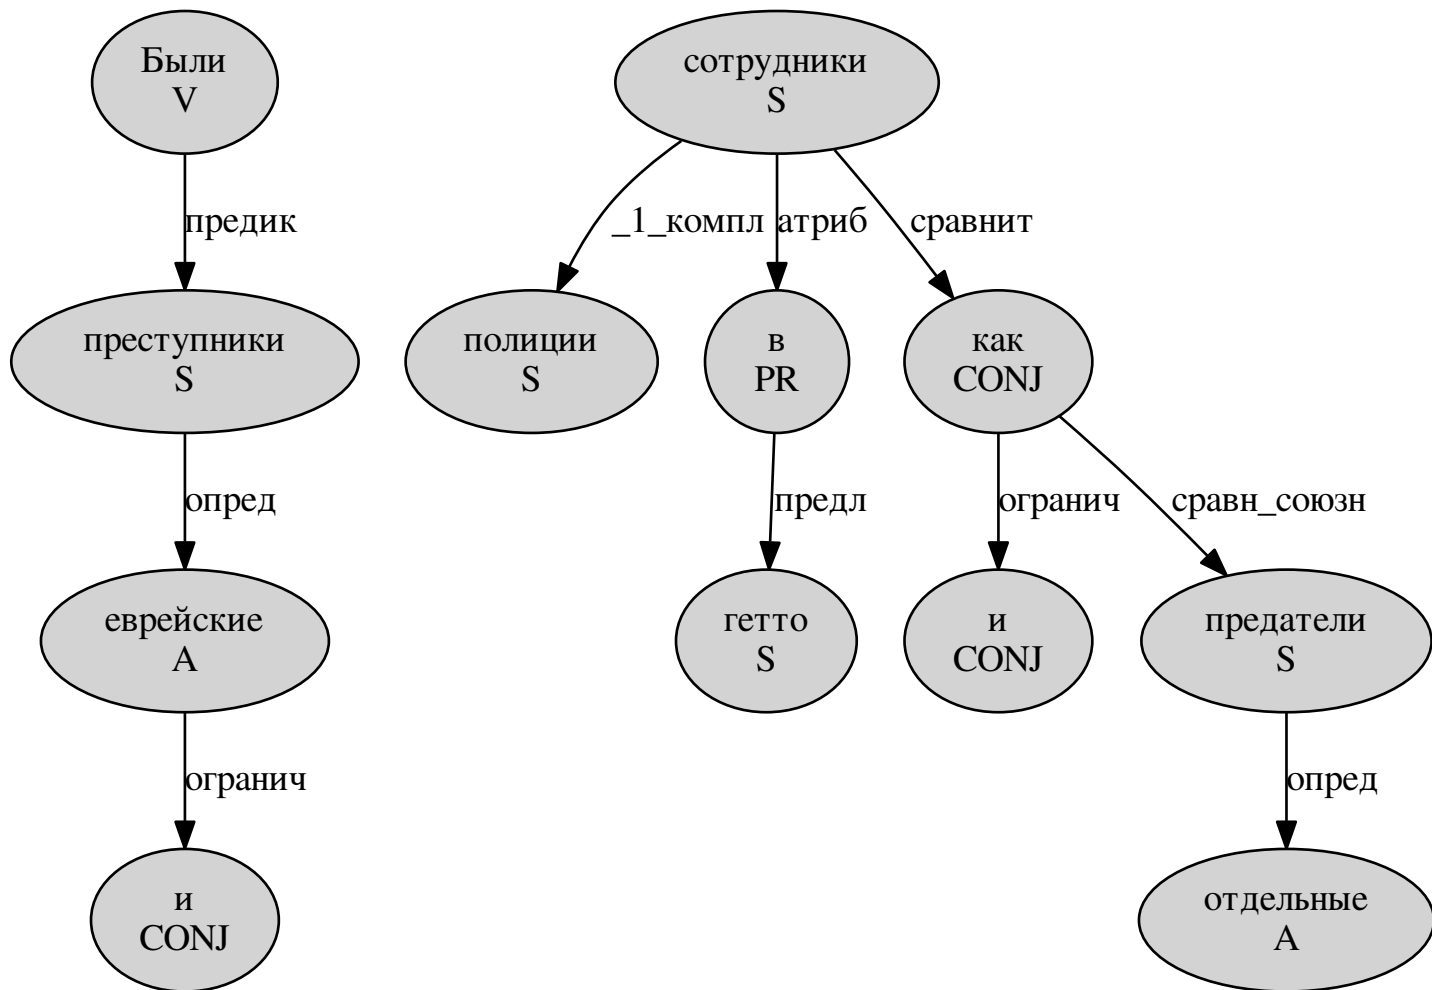 Были
V
сотрудники
S
предик
_1_компл
атриб
сравнит
преступники
S
полиции
S
в
PR
как
CONJ
опред
предл
огранич
сравн_союзн
еврейские
A
гетто
S
и
CONJ
предатели
S
огранич
опред
и
CONJ
отдельные
A